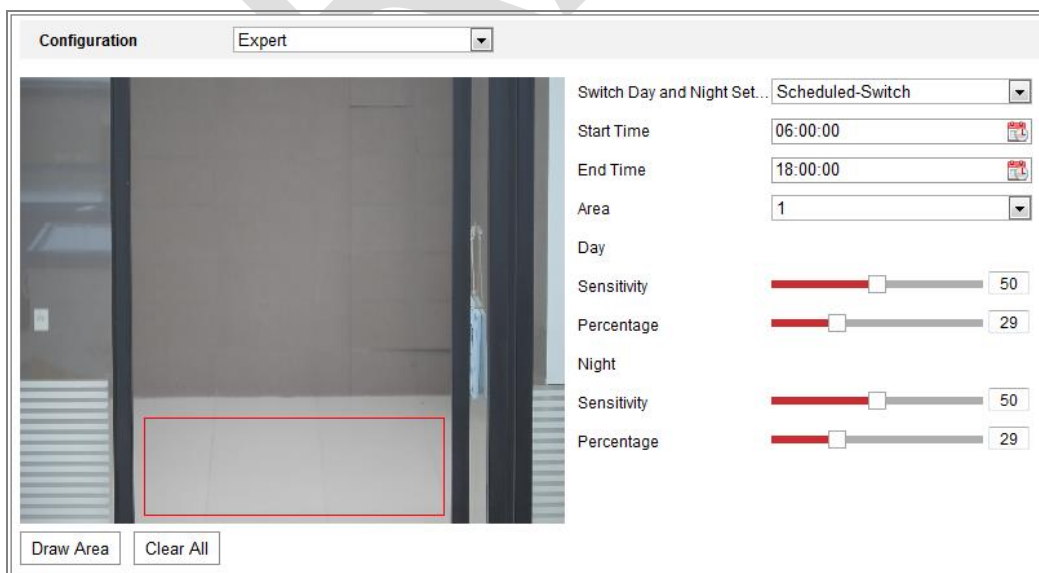 Configuration Expert
Switch Day and Night Set... Scheduled-Switch
Start Time 06:00:00
End Time 18:00:00
Area 1
Day
Sensitivity 50
Percentage 29
Night
Sensitivity 50
Percentage 29
Draw Area Clear All